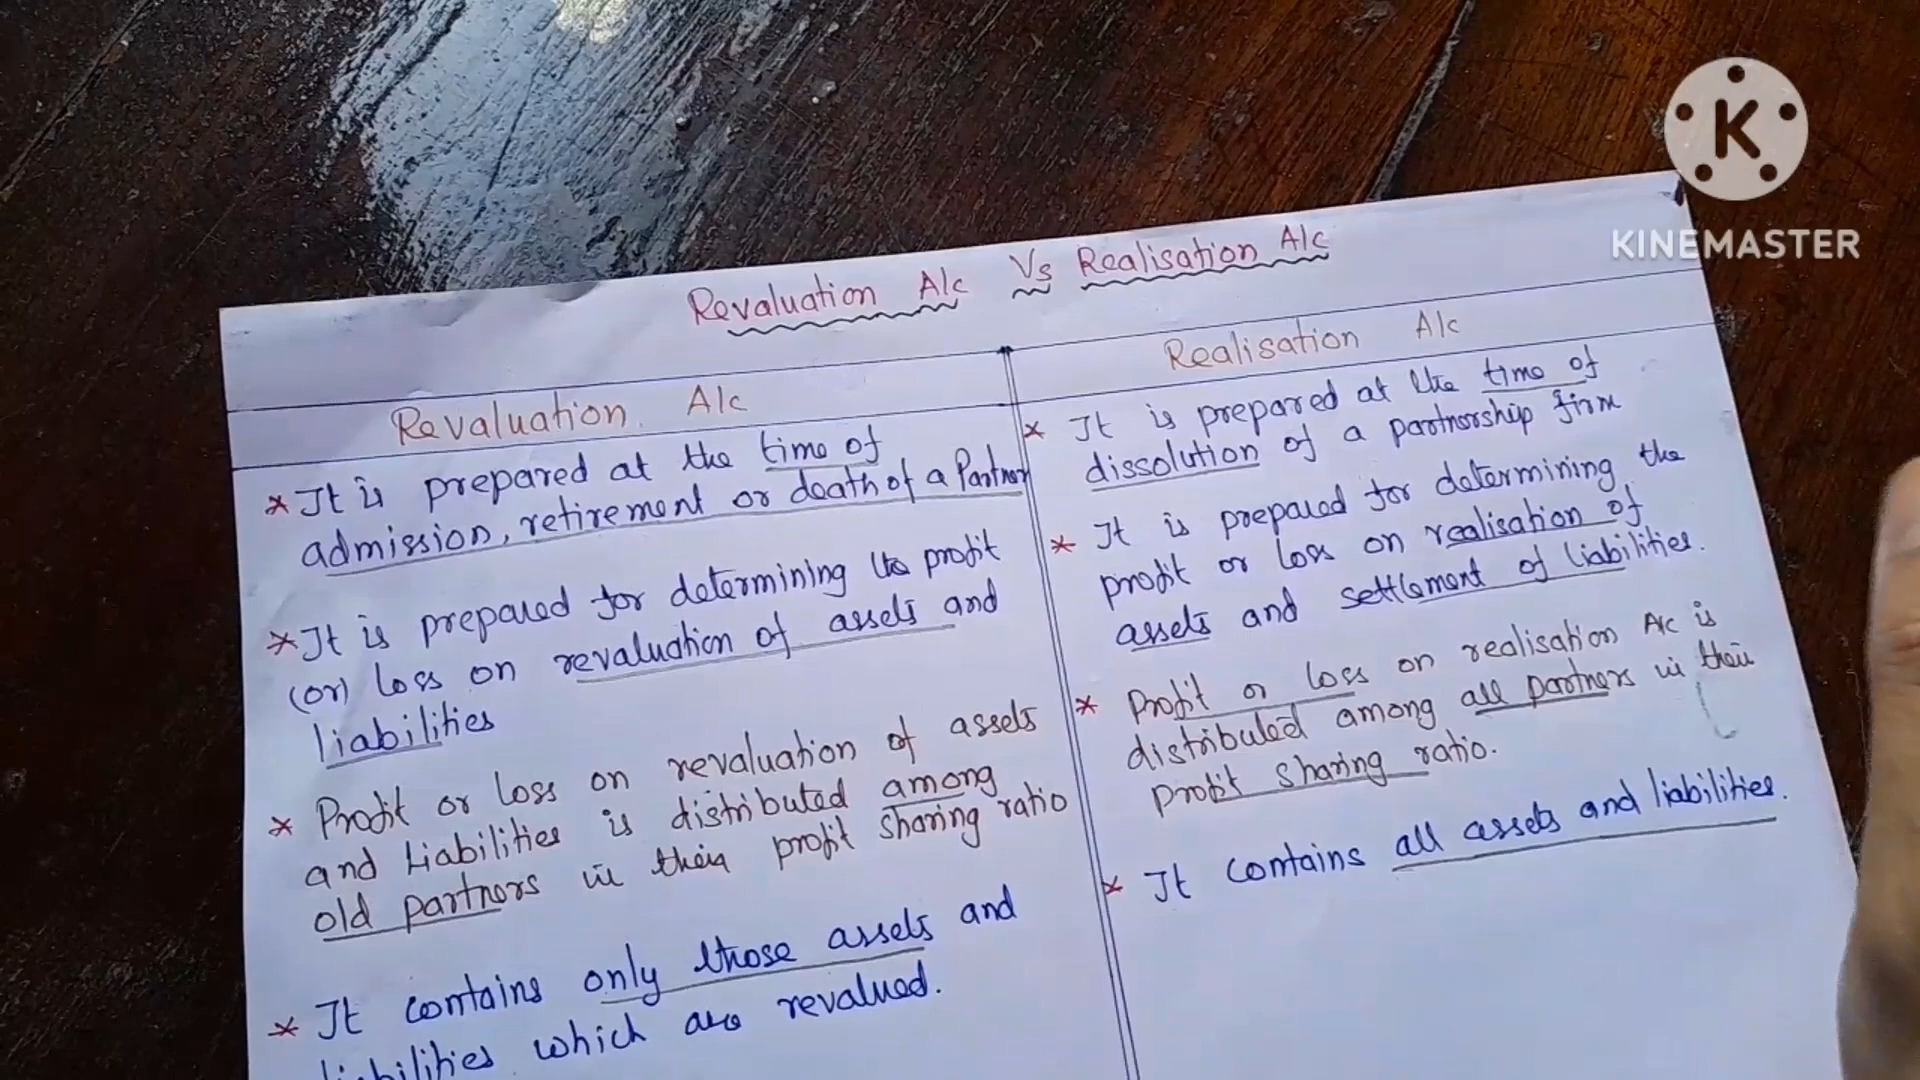 KINEMASTER
Revaluation A/c Vs Realisation A/c
Revaluation A/c
* It is prepared at the time of
admission, retirement or death of a Partner
* It is prepared for determining the profit
(or) loss on revaluation of assets and
liabilities
* Profit or loss on revaluation of assets
and Liabilities is distributed among
old partners in their profit sharing ratio
* It contains only those assets and
liabilities which are revalued.
Realisation A/c
* It is prepared at the time of
dissolution of a partnership firm
* It is prepared for determining the
profit or loss on realisation of
assets and settlement of liabilities.
* Profit or loss on realisation A/c is
distributed among all partners in their
profit sharing ratio.
* It contains all assets and liabilities.